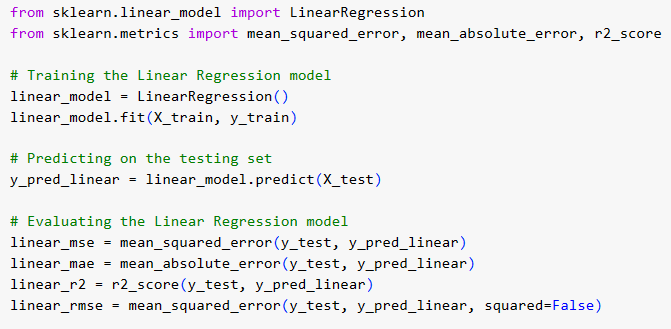 from sklearn.linear_model import LinearRegression
from sklearn.metrics import mean_squared_error, mean_absolute_error, r2_score
# Training the Linear Regression model
linear_model = LinearRegression()
linear_model.fit(X_train, y_train)
# Predicting on the testing set
y_pred_linear = linear_model.predict(X_test)
# Evaluating the Linear Regression model
linear_mse = mean_squared_error(y_test, y_pred_linear)
linear_mae = mean_absolute_error(y_test, y_pred_linear)
linear_r2 = r2_score(y_test, y_pred_linear)
linear_rmse = mean_squared_error(y_test, y_pred_linear, squared=False)